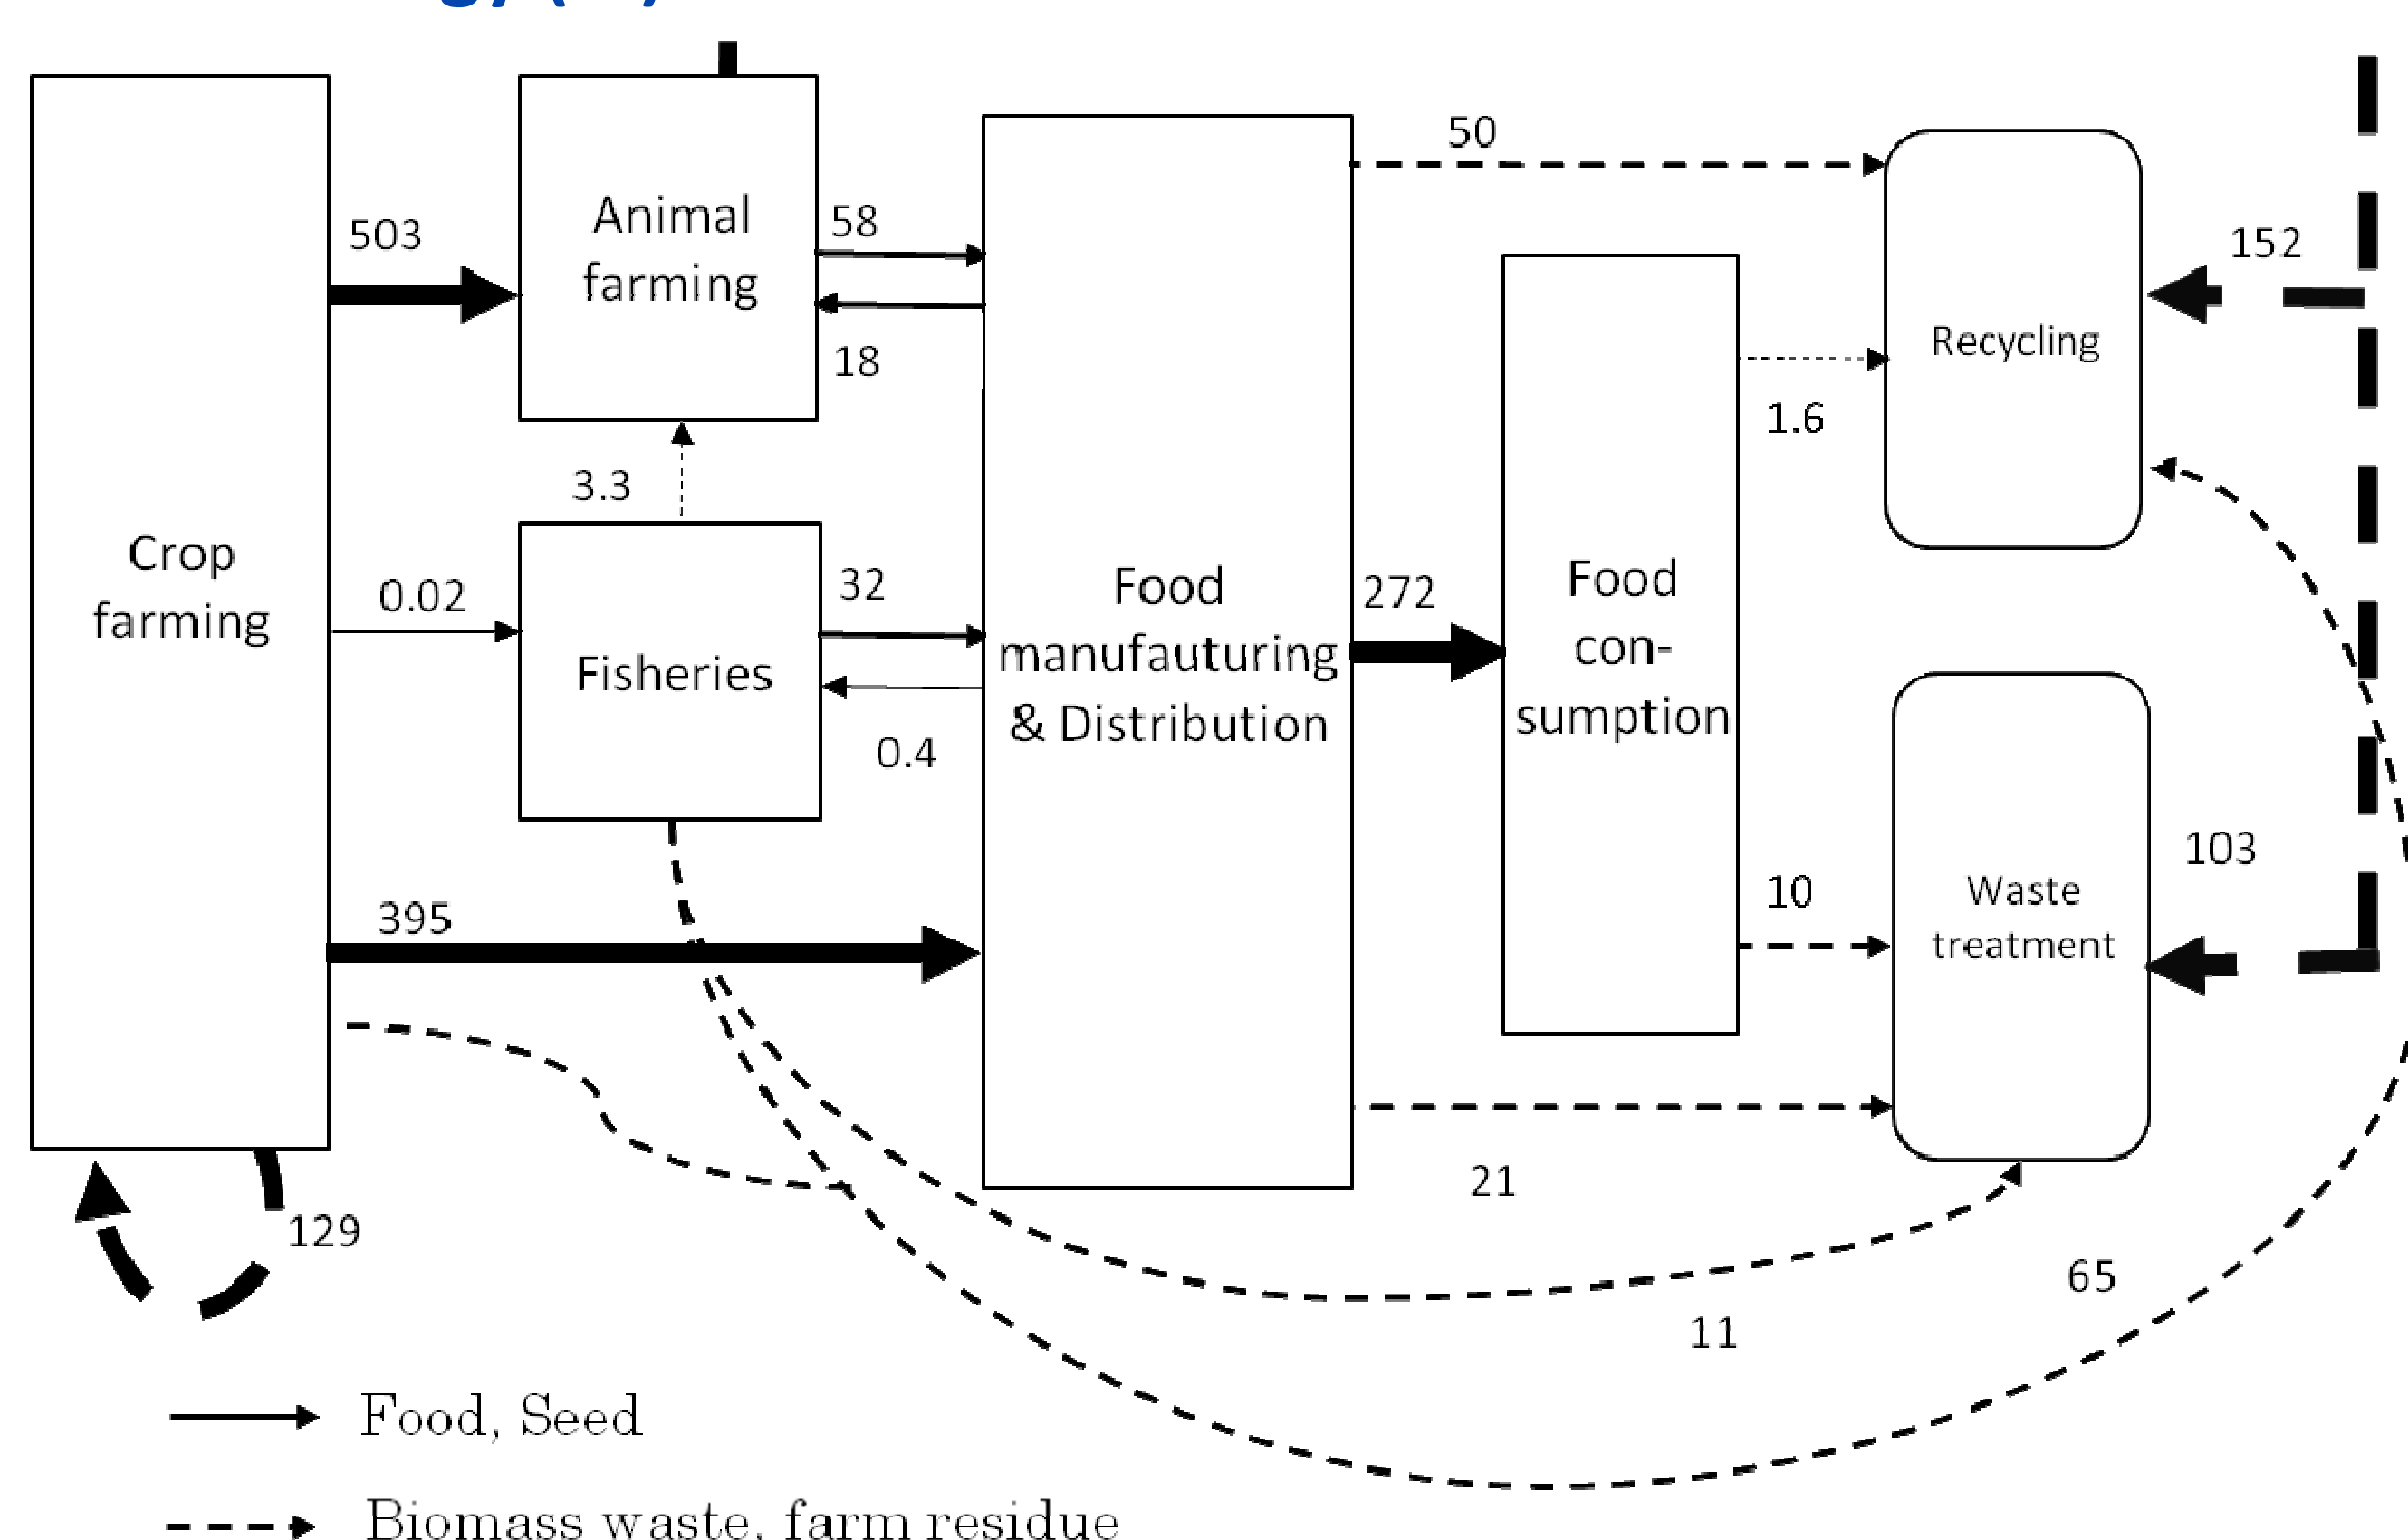 503
Animal
farming
58
18
50
152
Recycling
1.6
3.3
Crop
farming
0.02
Fisheries
32
0.4
Food
manufauturing
& Distribution
272
Food
con-
sumption
103
10
Waste
treatment
395
21
129
65
11
Food, Seed
Biomass waste, farm residue